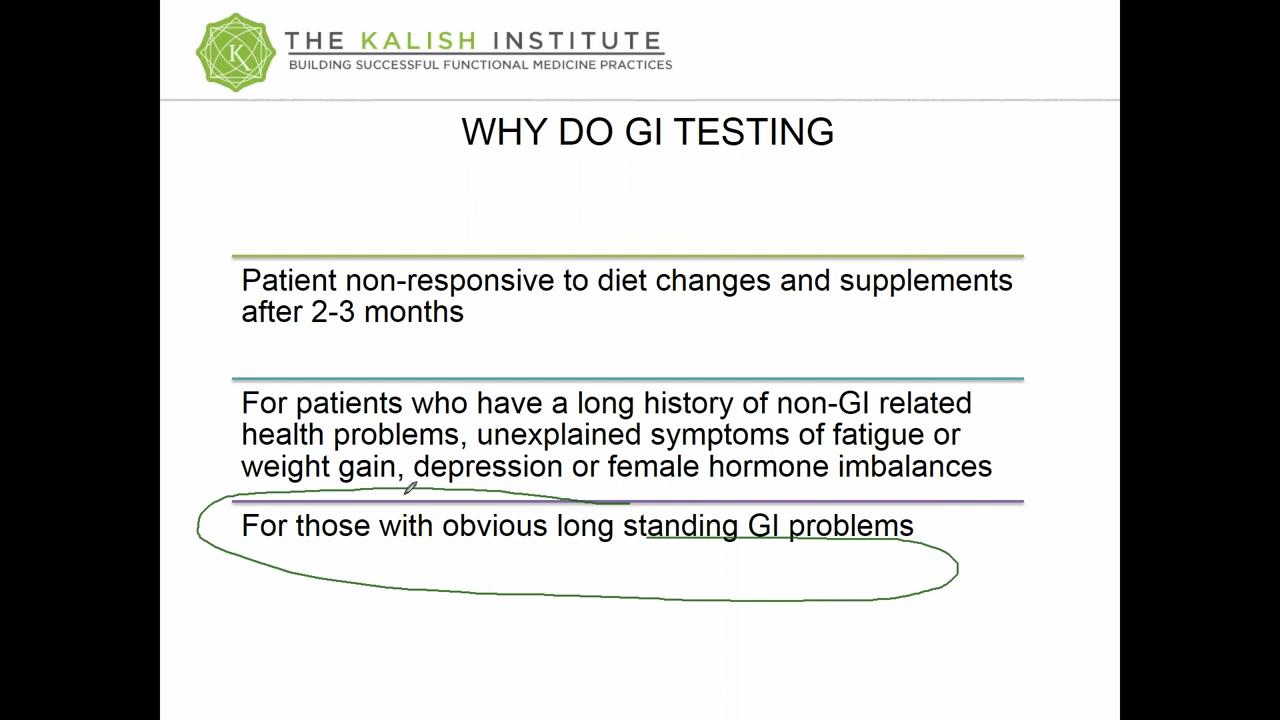 K
THE KALISH INSTITUTE
BUILDING SUCCESSFUL FUNCTIONAL MEDICINE PRACTICES
WHY DO GI TESTING
Patient non-responsive to diet changes and supplements
after 2-3 months
For patients who have a long history of non-GI related
health problems, unexplained symptoms of fatigue or
weight gain, depression or female hormone imbalances
For those with obvious long standing GI problems